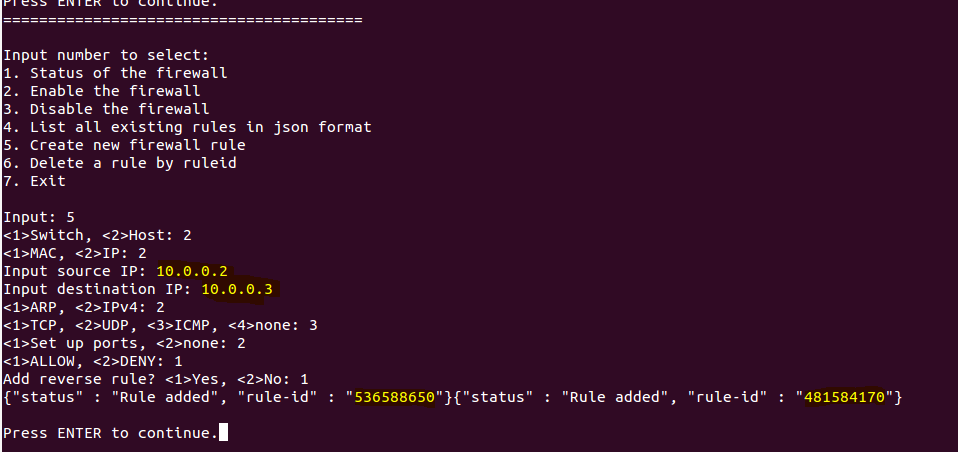 Press ENTER to continue.
========================================
Input number to select:
1. Status of the firewall
2. Enable the firewall
3. Disable the firewall
4. List all existing rules in json format
5. Create new firewall rule
6. Delete a rule by ruleid
7. Exit
Input: 5
<1>Switch, <2>Host: 2
<1>MAC, <2>IP: 2
Input source IP: 10.0.0.2
Input destination IP: 10.0.0.3
<1>ARP, <2>IPv4: 2
<1>TCP, <2>UDP, <3>ICMP, <4>none: 3
<1>Set up ports, <2>none: 2
<1>ALLOW, <2>DENY: 1
Add reverse rule? <1>Yes, <2>No: 1
{"status" : "Rule added", "rule-id" : "536588650"}{"status" : "Rule added", "rule-id" : "481584170"}
Press ENTER to continue.